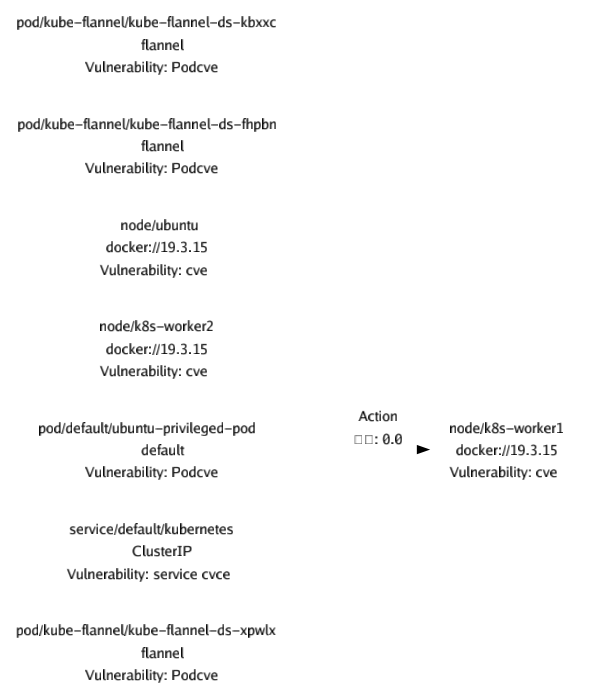 pod/kube-flannel/kube-flannel-ds-kbxxc
flannel
Vulnerability: Podcve
pod/kube-flannel/kube-flannel-ds-fhpbn
flannel
Vulnerability: Podcve
node/ubuntu
docker://19.3.15
Vulnerability: cve
node/k8s-worker2
docker://19.3.15
Vulnerability: cve
pod/default/ubuntu-privileged-pod
default
Vulnerability: Podcve
Action
□□: 0.0
node/k8s-worker1
docker://19.3.15
Vulnerability: cve
service/default/kubernetes
ClusterIP
Vulnerability: service cvce
pod/kube-flannel/kube-flannel-ds-xpwlx
flannel
Vulnerability: Podcve